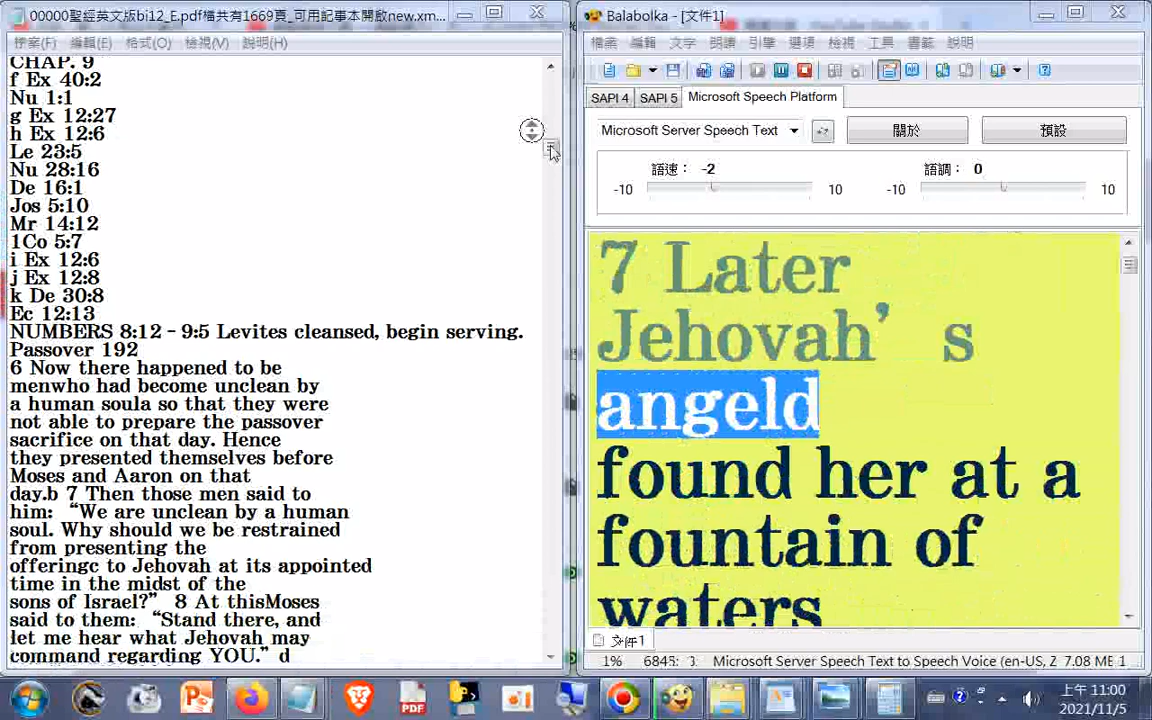 00000聖經英文版bi12_E.pdf檔共有1669頁_可用記事本開啟new.xm...
檔案(F) 編輯(E) 格式(O) 檢視(V) 說明(H)
CHAP. 9
f Ex 40:2
Nu 1:1
g Ex 12:27
h Ex 12:6
Le 23:5
Nu 28:16
De 16:1
Jos 5:10
Mr 14:12
1Co 5:7
i Ex 12:6
j Ex 12:8
k De 30:8
Ec 12:13
NUMBERS 8:12–9:5 Levites cleansed, begin serving.
Passover 192
6 Now there happened to be
menwho had become unclean by
a human soula so that they were
not able to prepare the passover
sacrifice on that day. Hence
they presented themselves before
Moses and Aaron on that
day.b 7 Then those men said to
him: “We are unclean by a human
soul. Why should we be restrained
from presenting the
offeringc to Jehovah at its appointed
time in the midst of the
sons of Israel?” 8 At thisMoses
said to them: “Stand there, and
let me hear what Jehovah may
command regarding YOU.” d
Balabolka - [文件1]
檔案 編輯 文字 朗讀 引擎 選項 檢視 工具 書籤 說明
SAPI 4 SAPI 5 Microsoft Speech Platform
Microsoft Server Speech Text 關於 預設
語速： -2 語調： 0
-10 10 -10 10
7 Later
Jehovah’s
angeld
found her at a
fountain of
waters
文件1
1% 6845: 3. Microsoft Server Speech Text to Speech Voice (en-US, Z 7.08 MB 1
上午 11:00
2021/11/5